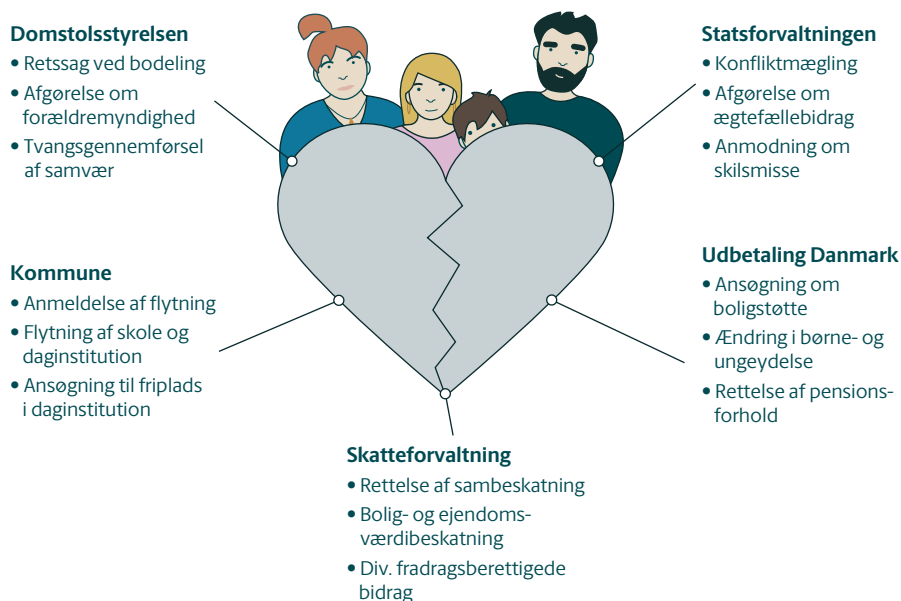 Domstolsstyrelsen
• Retssag ved bodeling
• Afgørelse om
forældremyndighed
• Tvangsgennemførsel
af samvær
Statsforvaltningen
• Konfliktmægling
• Afgørelse om
ægtefællebidrag
• Anmodning om
skilsmisse
Kommune
• Anmeldelse af flytning
• Flytning af skole og
daginstitution
• Ansøgning til friplads
i daginstitution
Udbetaling Danmark
• Ansøgning om
boligstøtte
• Ændring i børne- og
ungeydelse
• Rettelse af pensions-
forhold
Skatteforvaltning
• Rettelse af sambeskatning
• Bolig- og ejendoms-
værdibeskatning
• Div. fradragsberettigede
bidrag